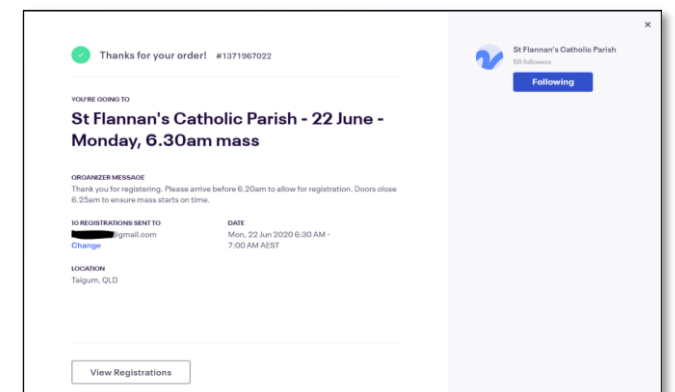 Thanks for your order! #1371967022
YOU'RE GOING TO
St Flannan's Catholic Parish - 22 June -
Monday, 6.30am mass
ORGANIZER MESSAGE
Thank you for registering. Please arrive before 6.20am to allow for registration. Doors close
6.25am to ensure mass starts on time.
10 REGISTRATIONS SENT TO
@gmail.com
Change
DATE
Mon, 22 Jun 2020 6:30 AM -
7:00 AM AEST
LOCATION
Taigum, QLD
View Registrations
×
St Flannan's Catholic Parish
followers
Following